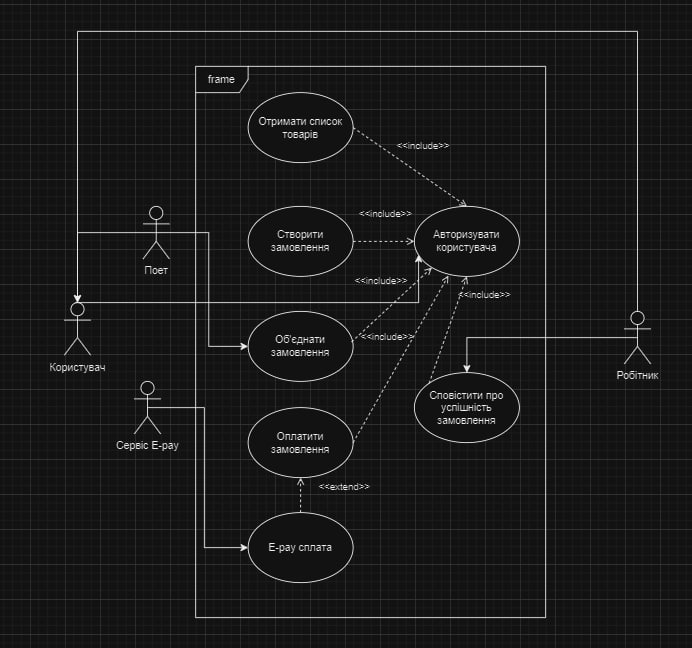 frame
Отримати список
товарів
<<include>>
Створити
замовлення
<<include>>
Авторизувати
користувача
Поет
<<include>>
<<include>>
<<include>>
Об'єднати
замовлення
Користувач
Робітник
Сповістити про
успішність
замовлення
Сервіс E-pay
Оплатити
замовлення
<<extend>>
E-pay сплата